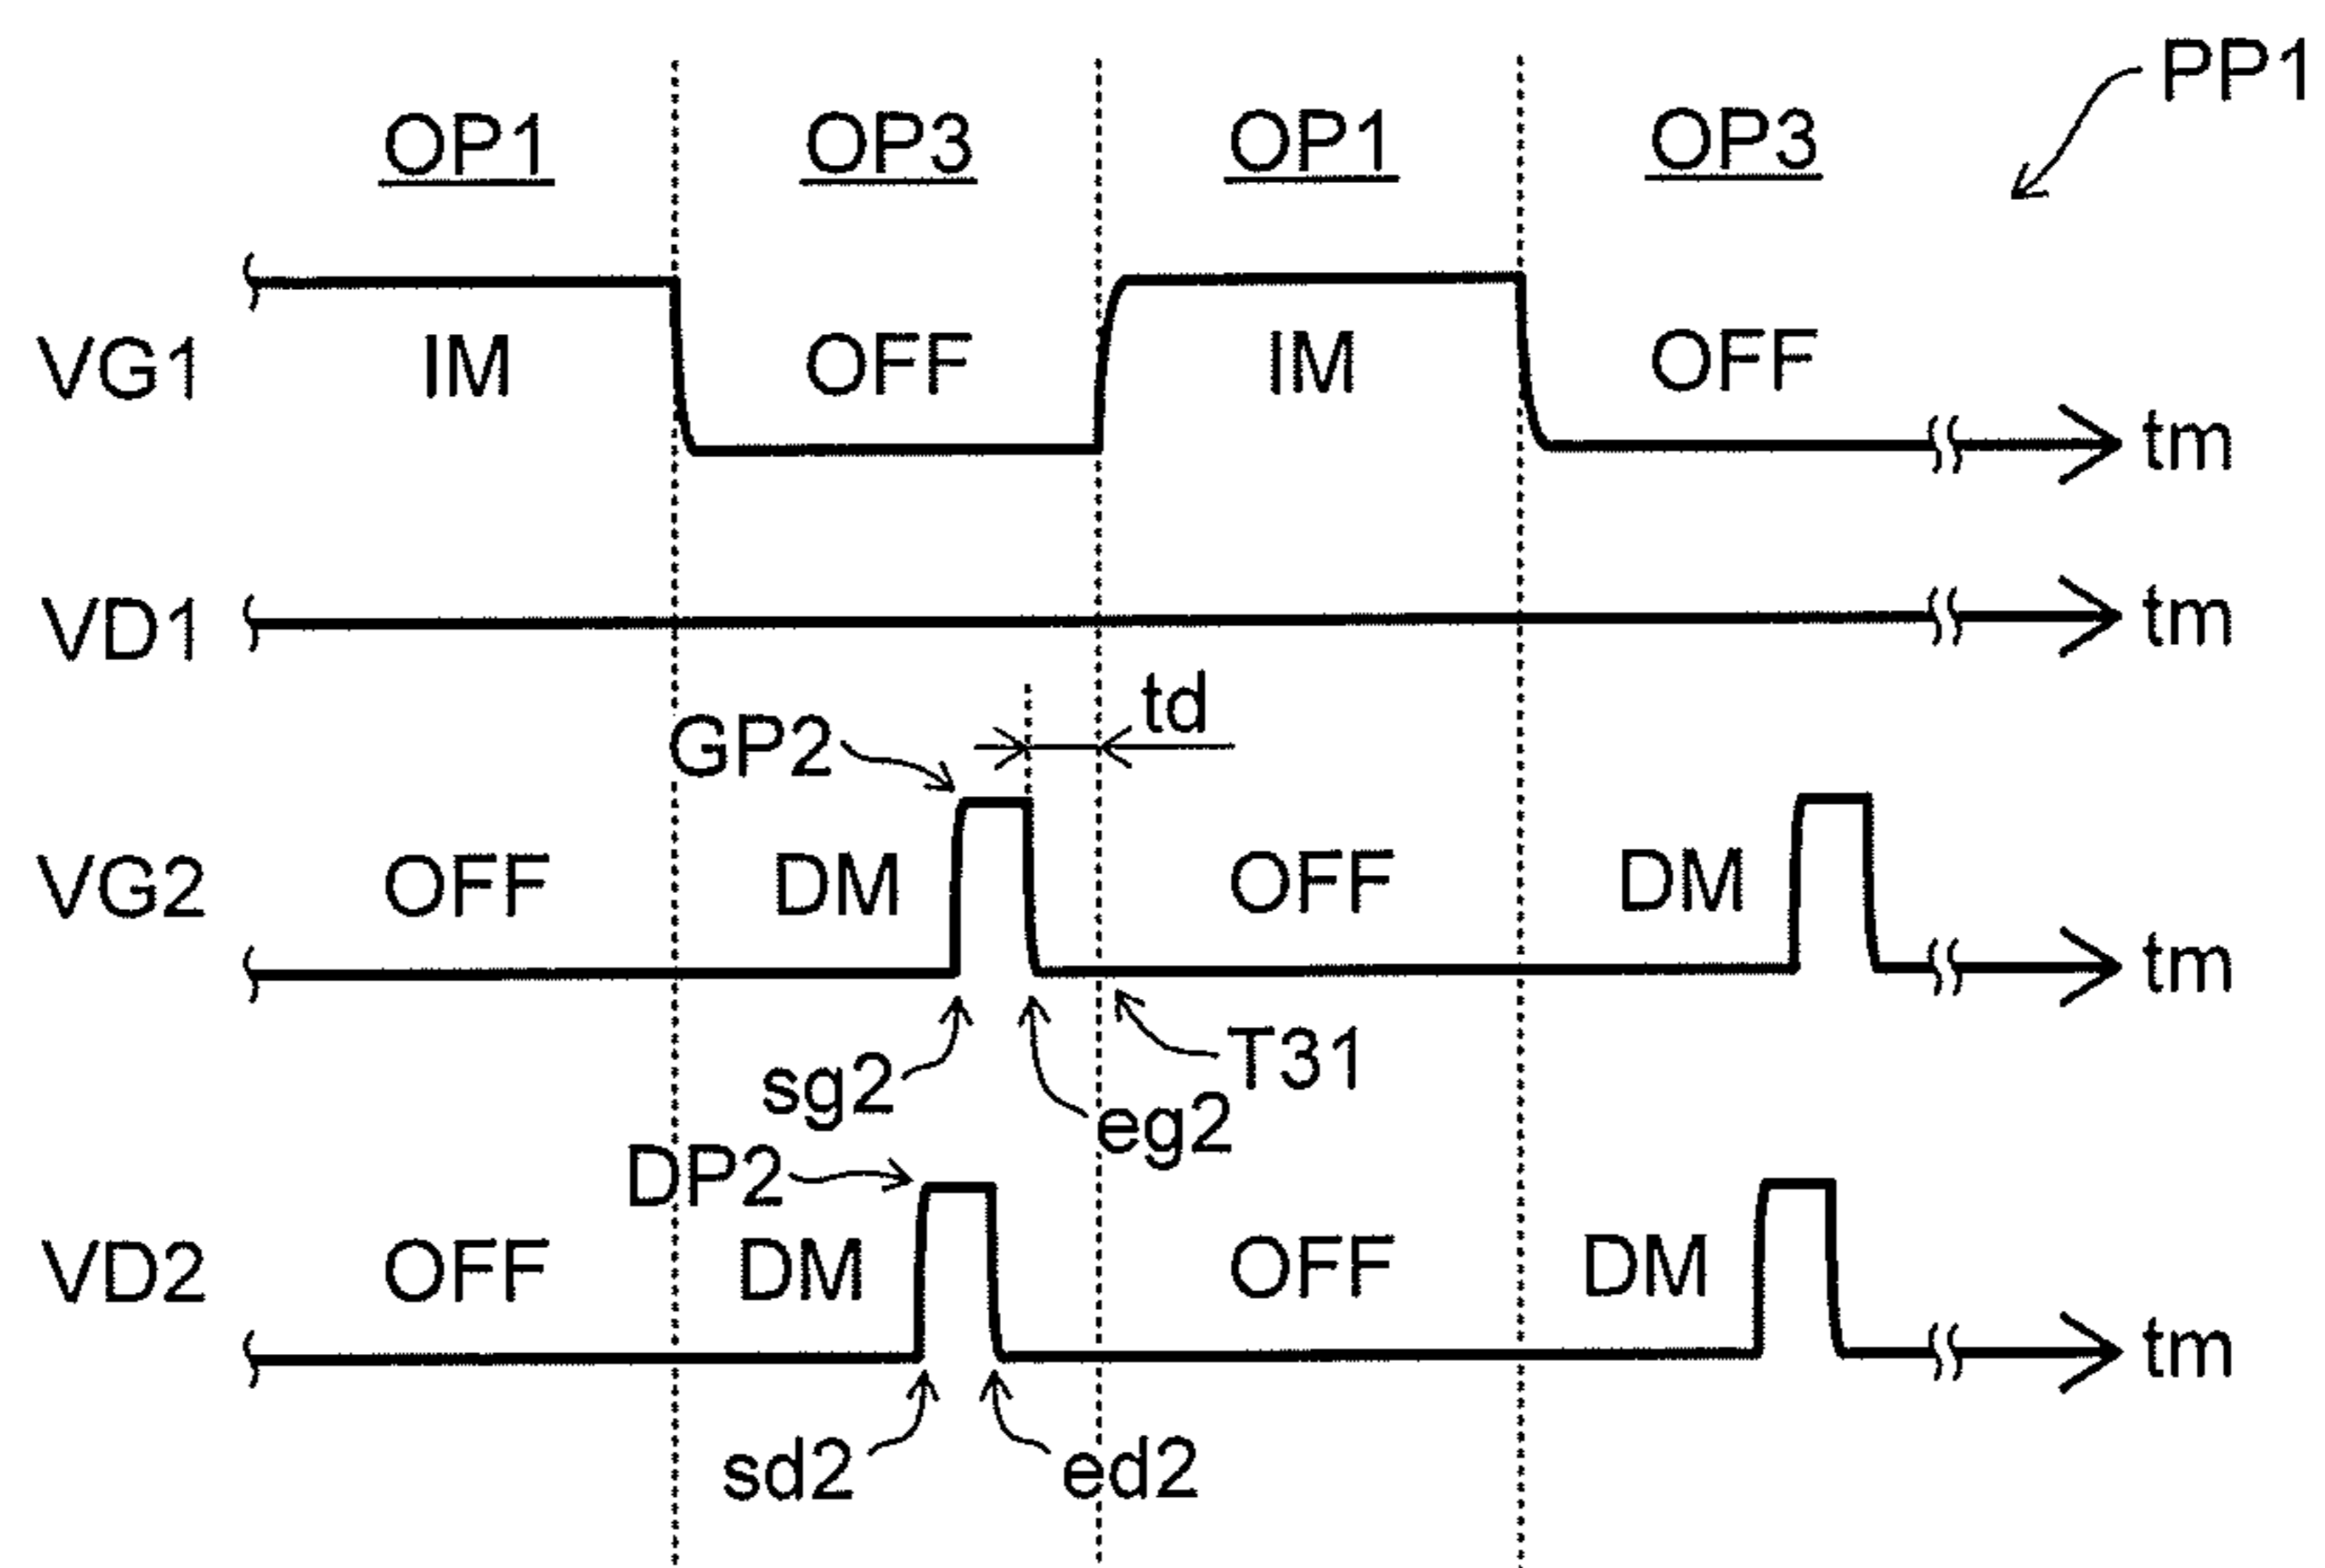 PP1
OP1 OP3 OP1 OP3
VG1 IM OFF IM OFF tm
VD1 tm
GP2 td
VG2 OFF DM OFF DM tm
sg2 eg2 T31
DP2
VD2 OFF DM OFF DM tm
sd2 ed2